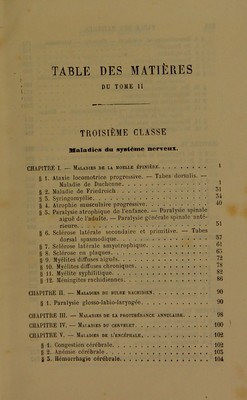 TABLE DES MATIÈRES
DU TOME II
TROISIÈME CLASSE
Maladies du système nerveux.
CHAPITRE I. — MALADIES DE LA MOELLE ÉPINIÈRE. 1
§ 1. Ataxie locomotrice progressive. — Tabes dorsalis. —
Maladie de Duchenne. 1
§ 2. Maladie de Friedreich 31
§ 3. Syringomyélie. 34
§ 4. Atrophie musculaire progressive. 40
§ 5. Paralysie atrophique de l'enfance. — Paralysie spinale
aiguë de l'adulte. — Paralysie générale spinale anté-
rieure. 51
§ 6. Sclérose latérale secondaire et primitive. — Tabes
dorsal spasmodique. 57
§ 7. Sclérose latérale amyotrophique. 61
§ 8. Sclérose en plaques. 65
§ 9. Myélites diffuses aiguës. 72
§ 10. Myélites diffuses chroniques. 78
§ 11. Myélite syphilitique. 83
§ 12. Méningites rachidiennes. 86
CHAPITRE II. — MALADIES DU BULBE RACHIDIEN. 90
§ 1. Paralysie glosso-labio-laryngée. 90
CHAPITRE III. — MALADIES DE LA PROTUBÉRANCE ANNULAIRE. 98
CHAPITRE IV. — MALADIES DU CERVELET. 100
CHAPITRE V. — MALADIES DE L'ENCÉPHALE. 102
§ 1. Congestion cérébrale. 102
§ 2. Anémie cérébrale 103
§ 3. Hémorrhagie cérébrale. 104